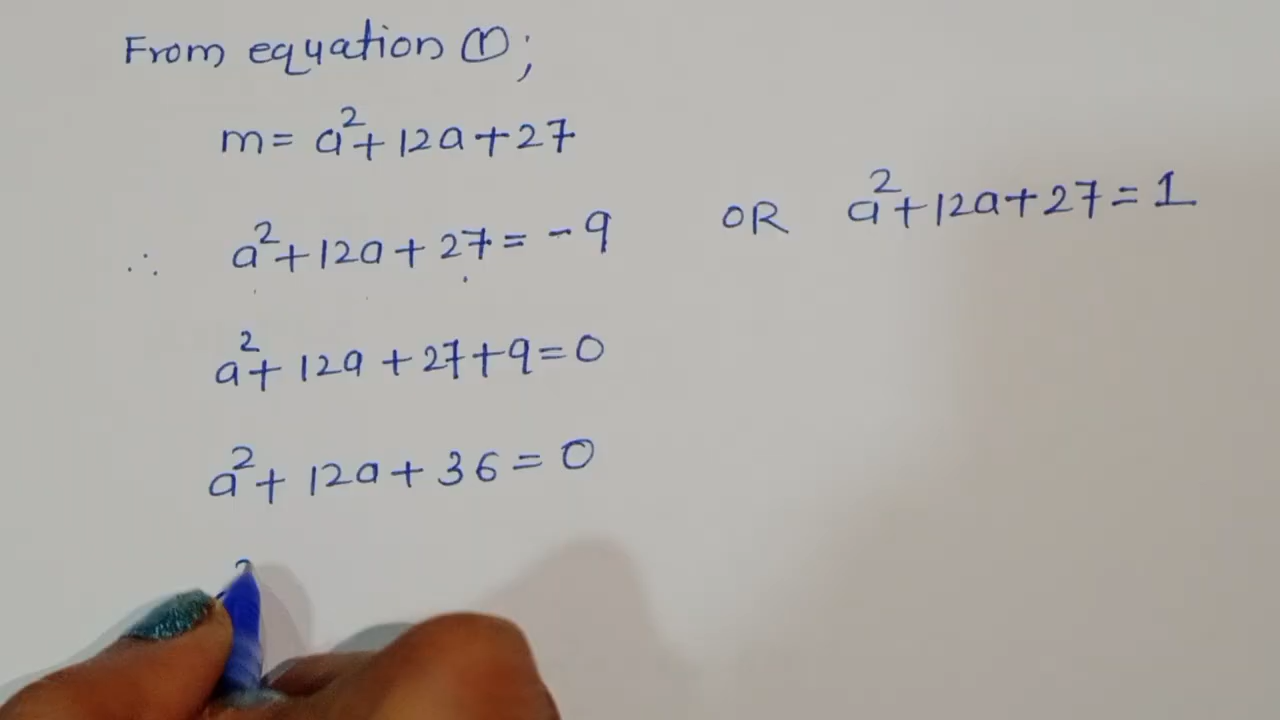 From equation ①;
m = a² + 12a + 27
∴ a² + 12a + 27 = -9 OR a² + 12a + 27 = 1
a² + 12a + 27 + 9 = 0
a² + 12a + 36 = 0